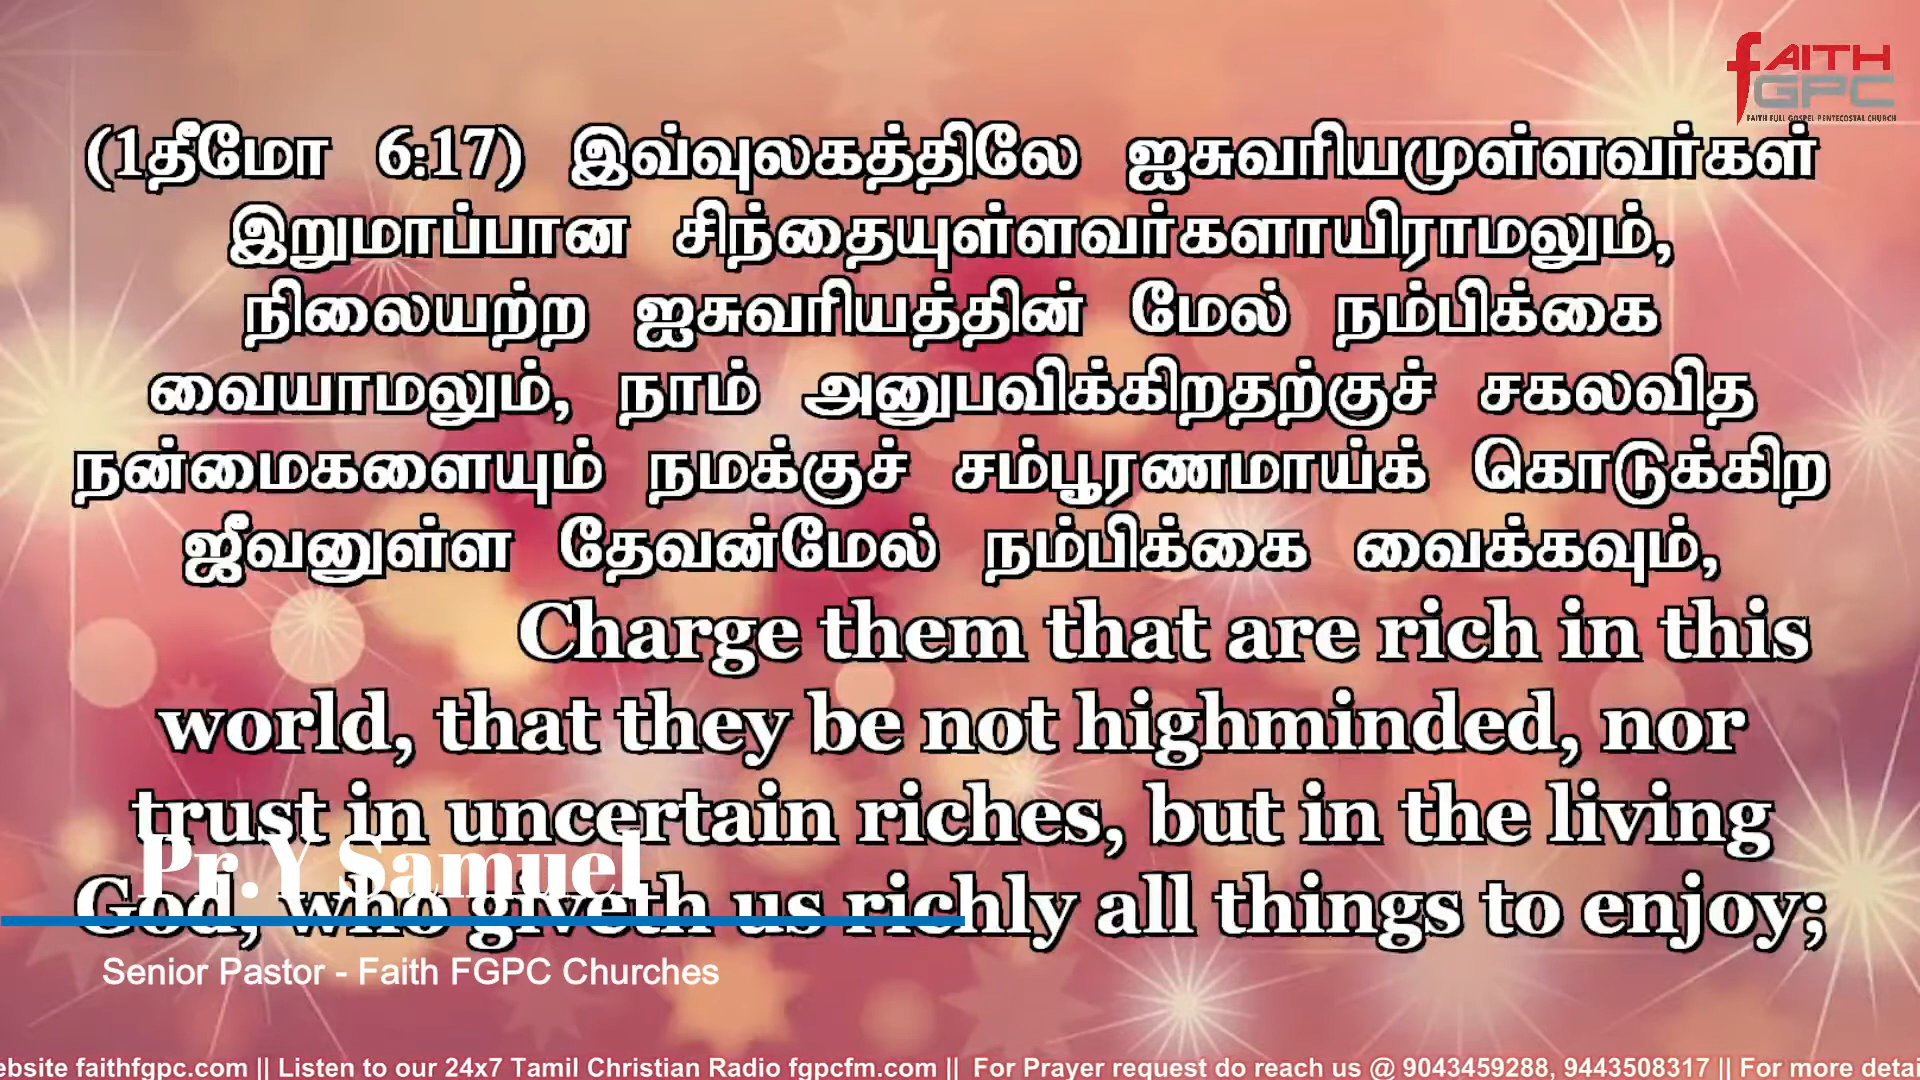 fAITH
GPC
FAITH FULL GOSPEL PENTECOSTAL CHURCH
(1தீமோ 6:17) இவ்வுலகத்திலே ஐசுவரியமுள்ளவர்கள்
இறுமாப்பான சிந்தையுள்ளவர்களாயிராமலும்,
நிலையற்ற ஐசுவரியத்தின் மேல் நம்பிக்கை
வையாமலும், நாம் அனுபவிக்கிறதற்குச் சகலவித
நன்மைகளையும் நமக்குச் சம்பூரணமாய்க் கொடுக்கிற
ஜீவனுள்ள தேவன்மேல் நம்பிக்கை வைக்கவும்,
Charge them that are rich in this
world, that they be not highminded, nor
trust in uncertain riches, but in the living
God, who giveth us richly all things to enjoy;
Pr.Y Samuel
Senior Pastor - Faith FGPC Churches
ebsite faithfgpc.com || Listen to our 24x7 Tamil Christian Radio fgpcfm.com || For Prayer request do reach us @ 9043459288, 9443508317 || For more detai